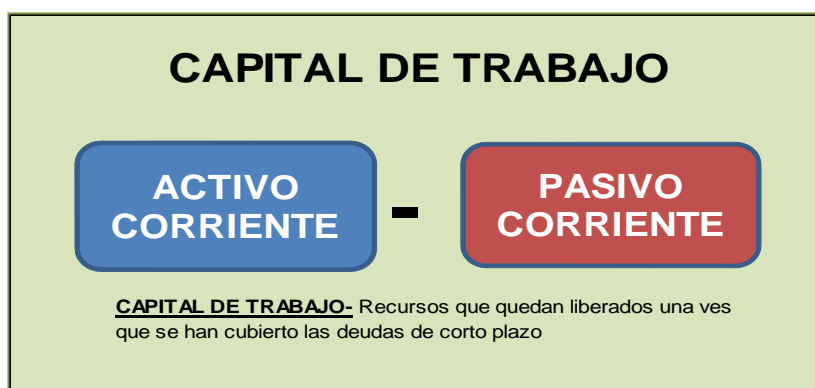 CAPITAL DE TRABAJO
ACTIVO
CORRIENTE
-
PASIVO
CORRIENTE
CAPITAL DE TRABAJO- Recursos que quedan liberados una ves
que se han cubierto las deudas de corto plazo